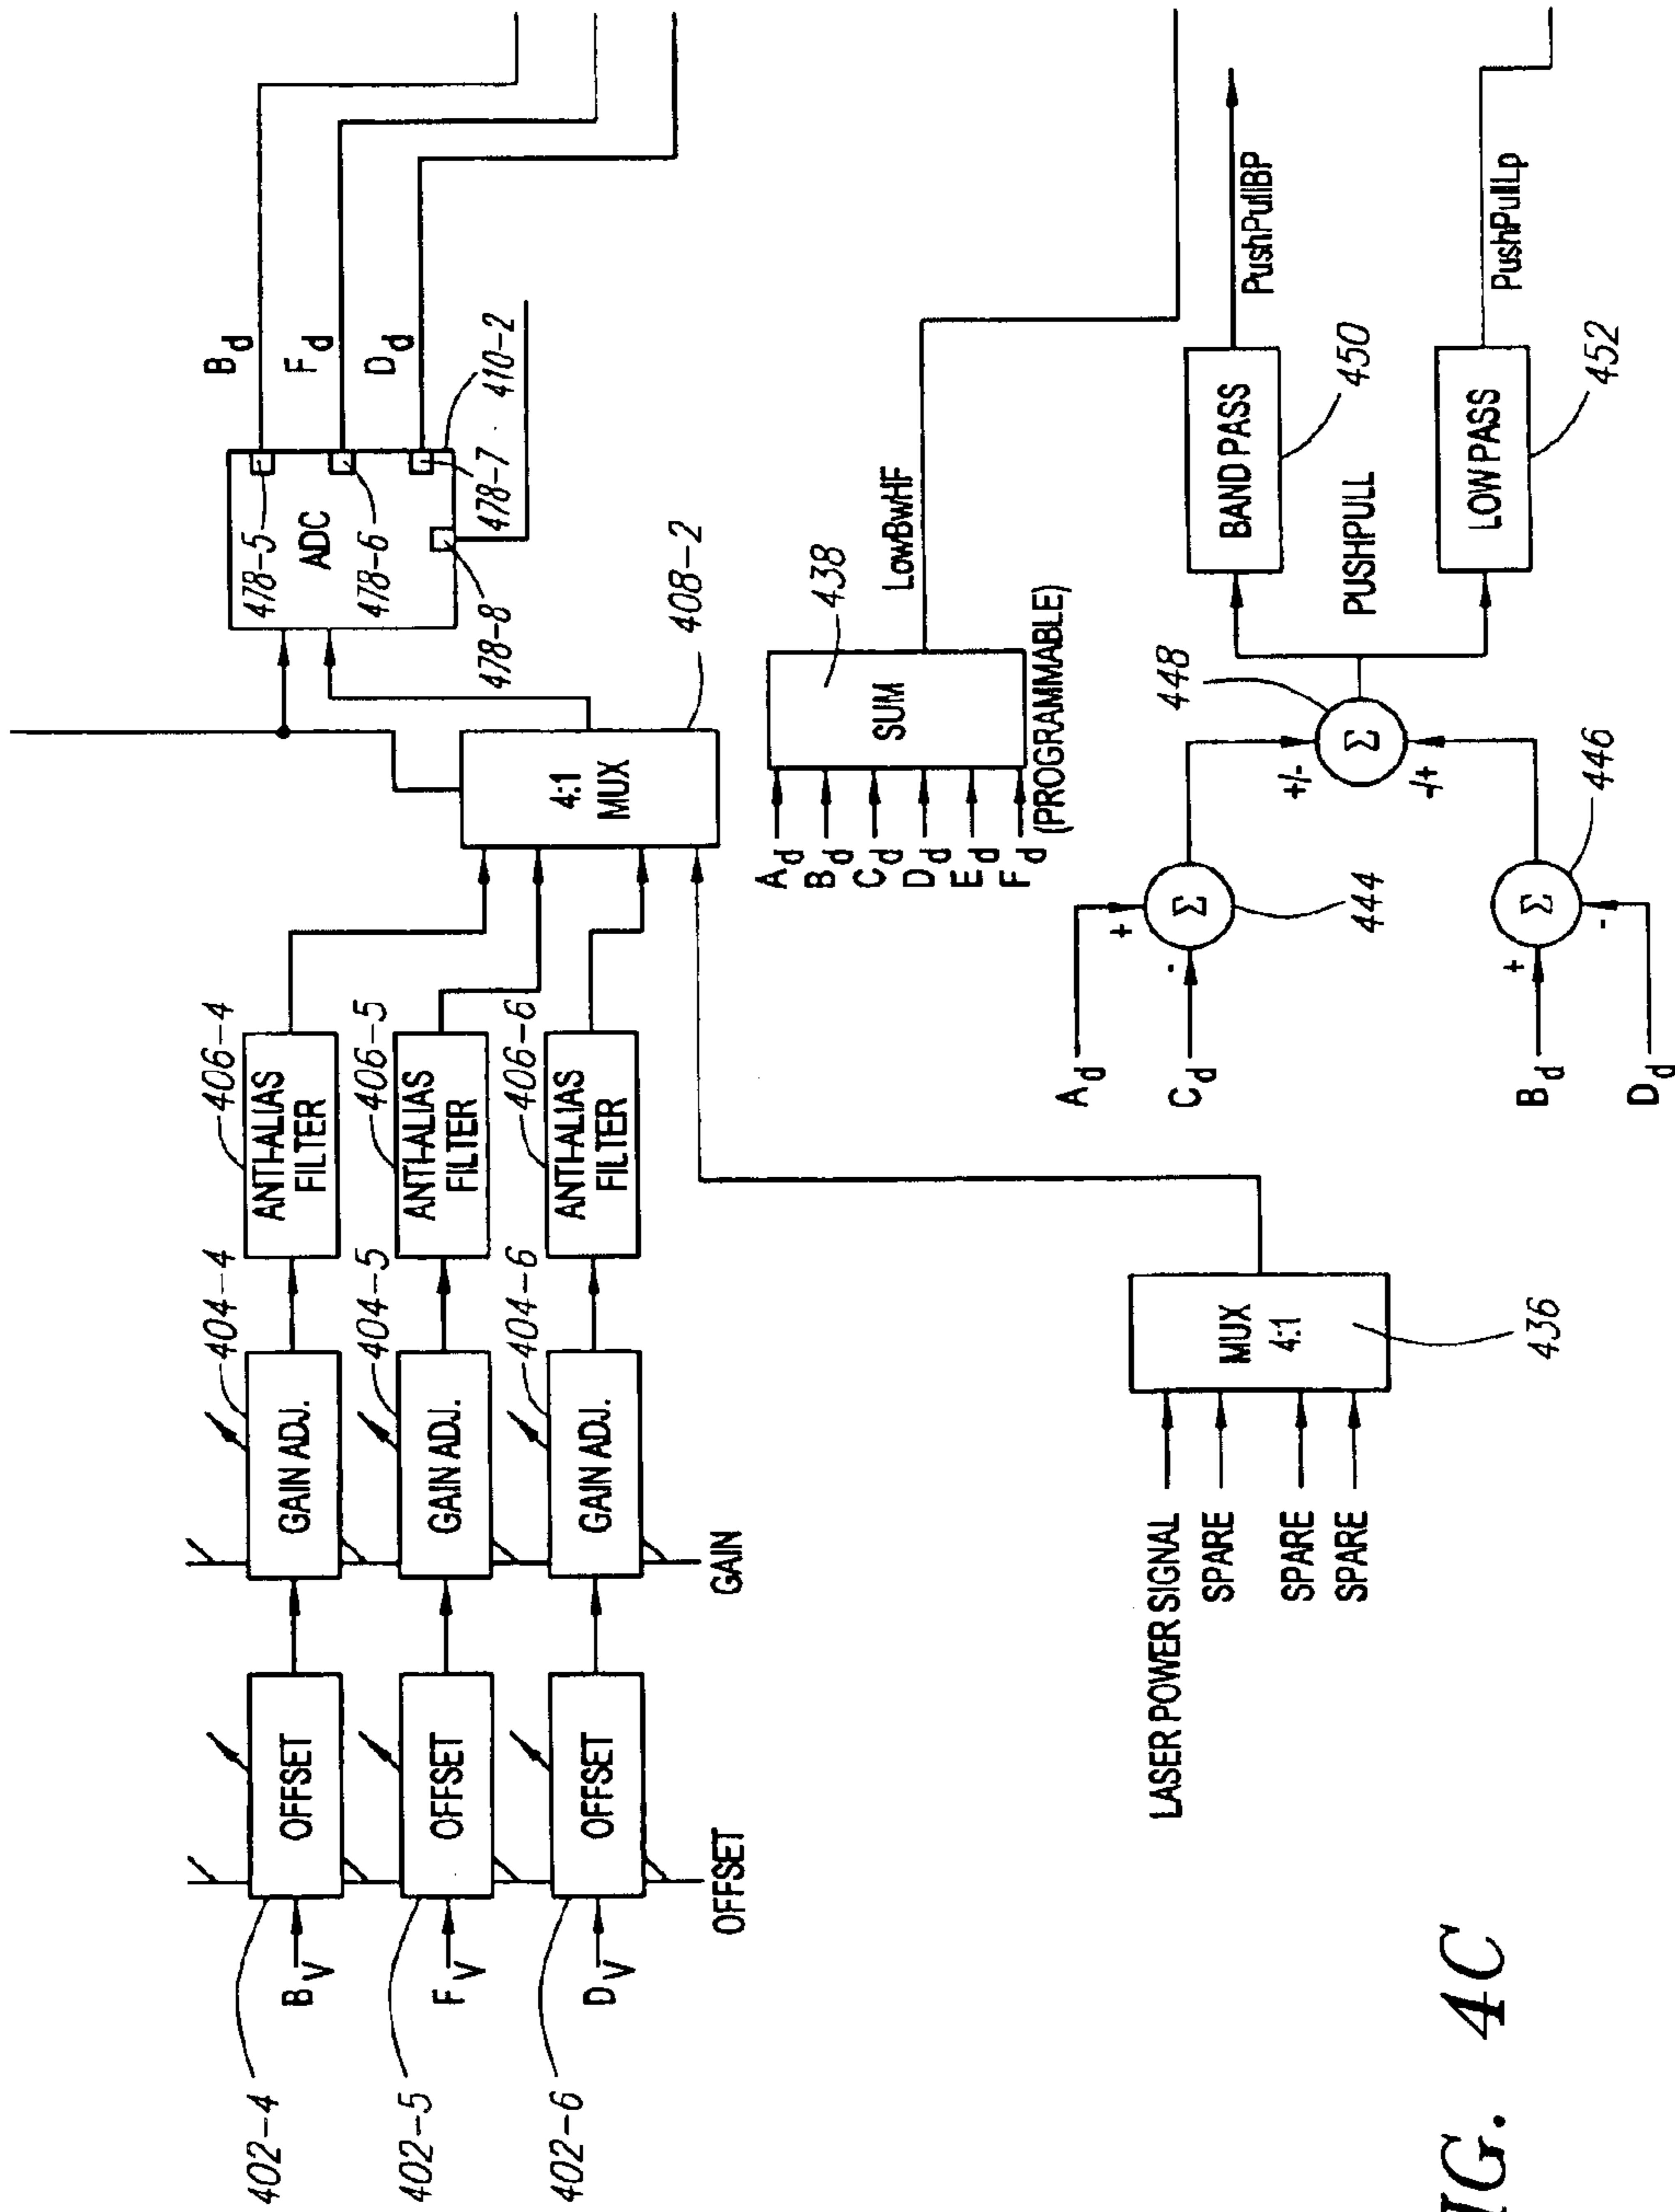 402-4
402-5
402-6
B_V
F_V
D_V
OFFSET
OFFSET
OFFSET
OFFSET
404-4
404-5
404-6
GAIN ADJ.
GAIN ADJ.
GAIN ADJ.
GAIN
406-4
406-5
406-6
ANTI-ALIAS
FILTER
ANTI-ALIAS
FILTER
ANTI-ALIAS
FILTER
4:1
MUX
408-2
478-5
ADC
478-6
478-8
478-7
410-2
B_d
F_d
D_d
LASER POWER SIGNAL
SPARE
SPARE
SPARE
MUX
4:1
436
A_d
B_d
C_d
D_d
E_d
F_d
(PROGRAMMABLE)
SUM
438
LowBwHF
A_d
C_d
+
-
Σ
444
B_d
D_d
+
-
Σ
446
+/-
-/+
Σ
448
PUSHPULL
BAND PASS
450
PushPullBP
LOW PASS
452
PushPullLp
IG. 4C